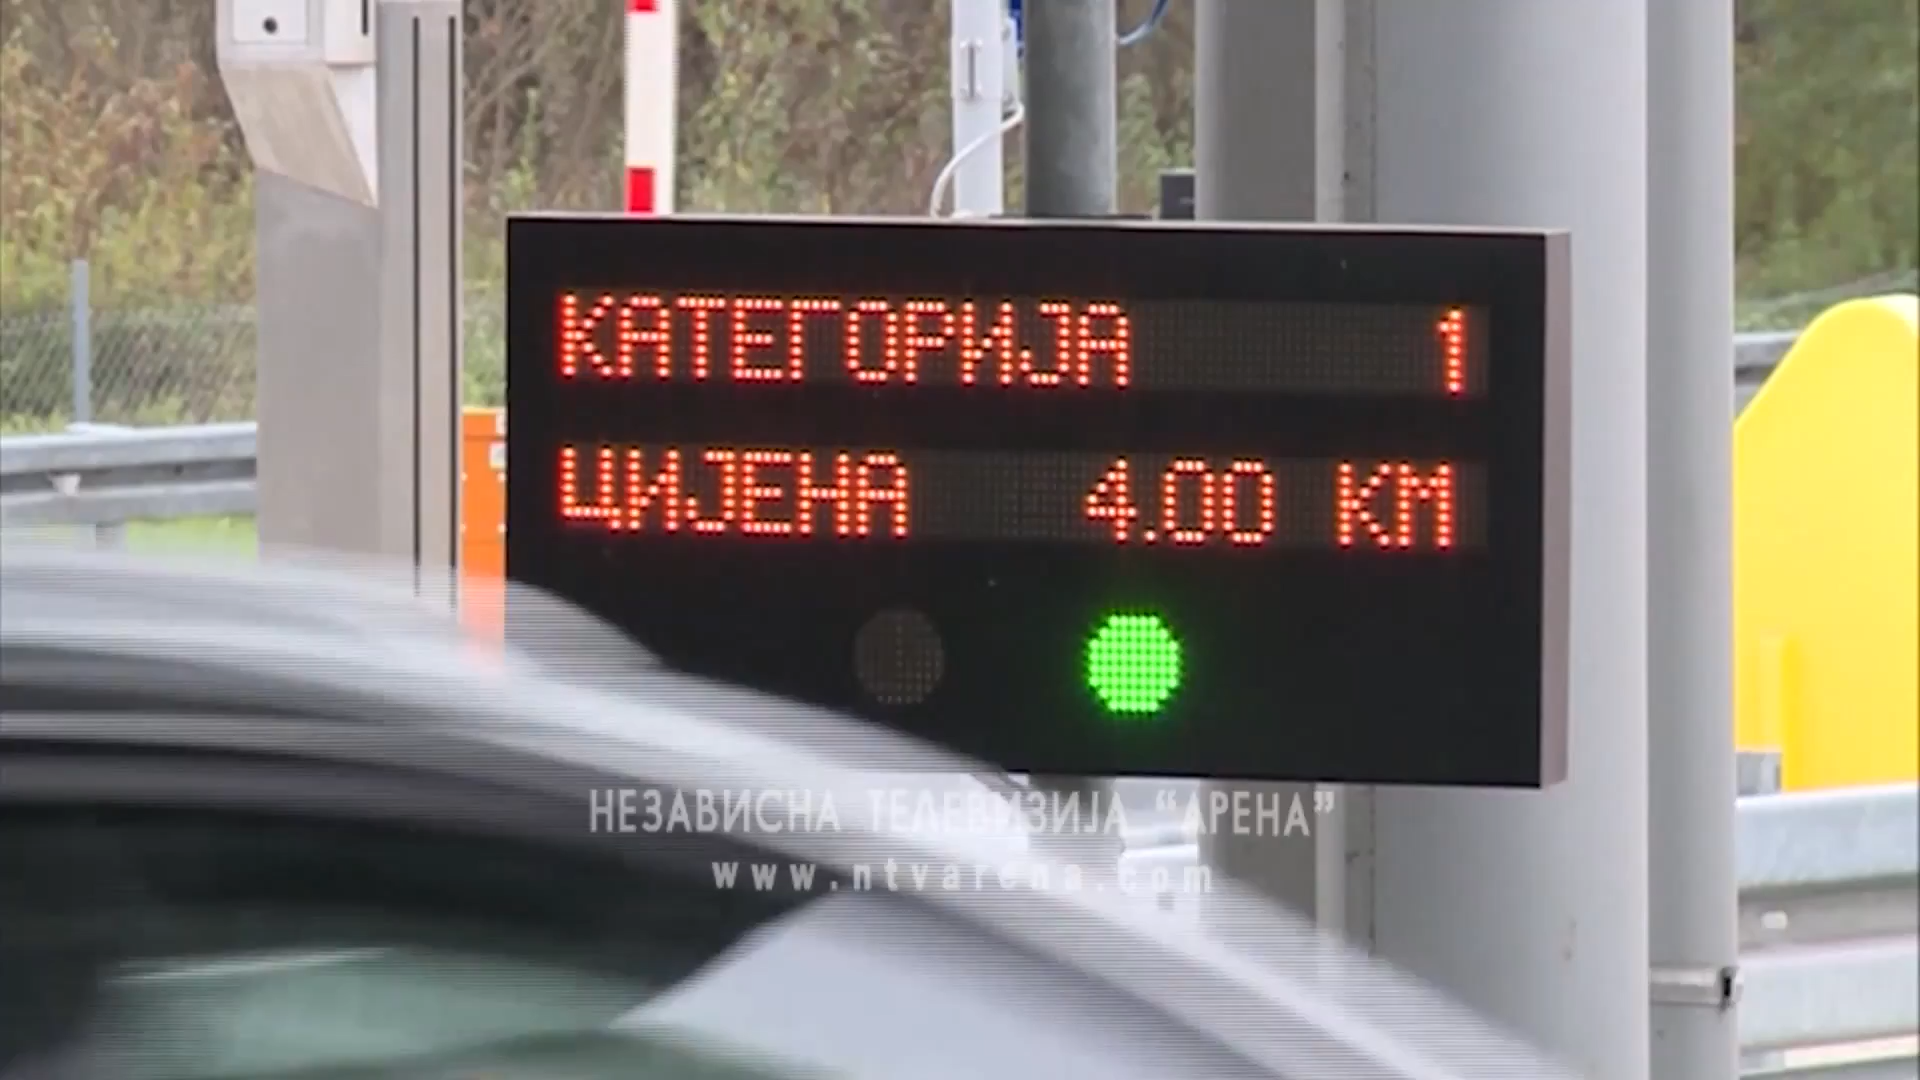 КАТЕГОРИЈА 1
ЦИЈЕНА 4.00 КМ
НЕЗАВИСНА ТЕЛЕВИЗИЈА “АРЕНА”
www.ntvarena.com